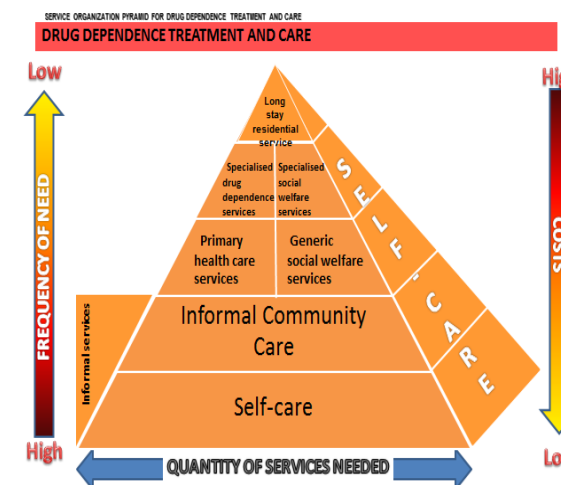 SERVICE ORGANIZATION PYRAMID FOR DRUG DEPENDENCE TREATMENT AND CARE
DRUG DEPENDENCE TREATMENT AND CARE
Low
Hig
Long
stay
residential
service
Specialised
drug
dependence
services
Specialised
social
welfare
services
Primary
health care
services
Generic
social welfare
services
Informal Community
Care
Self-care
SELF-CARE
Informal services
FREQUENCY OF NEED
COSTS
High
Lo
QUANTITY OF SERVICES NEEDED